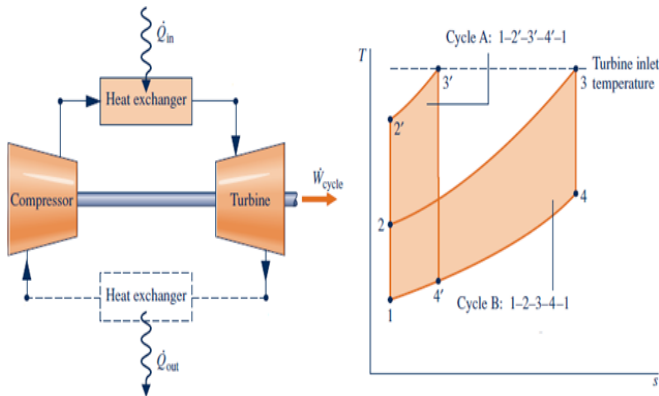 Q̇in
Heat exchanger
Compressor
Turbine
Ẇcycle
Heat exchanger
Q̇out
T
Cycle A: 1–2′–3′–4′–1
Turbine inlet
temperature
3′
3
2′
2
4
4′
1
Cycle B: 1–2–3–4–1
s